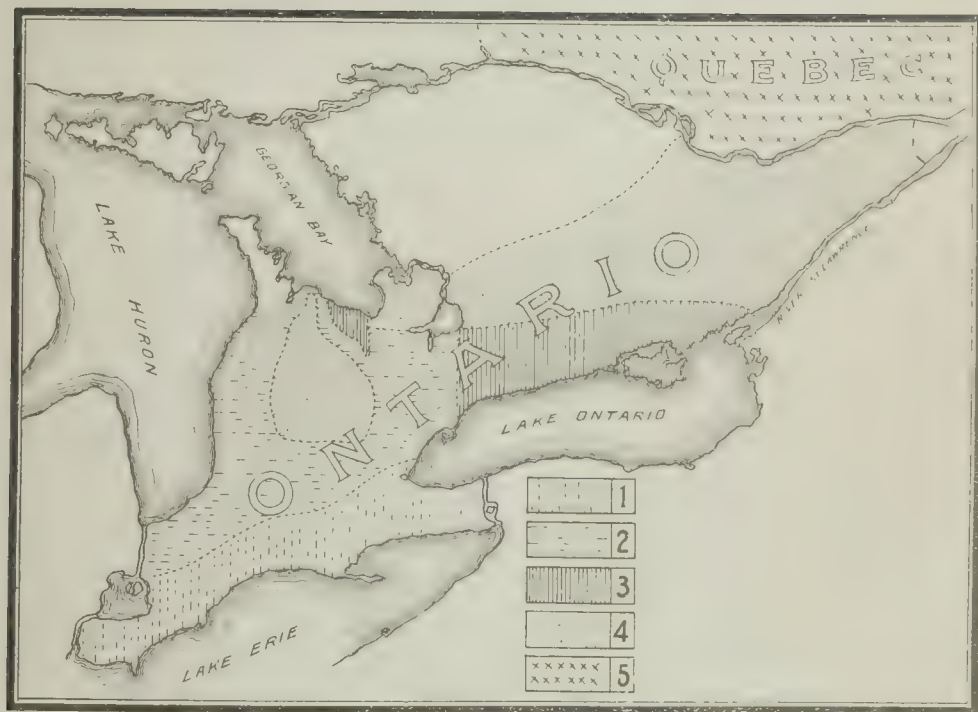 QUEBEC
GEORGIAN BAY
LAKE HURON
ONTARIO
RIVER ST. LAWRENCE
LAKE ONTARIO
LAKE ERIE
1
2
3
4
5